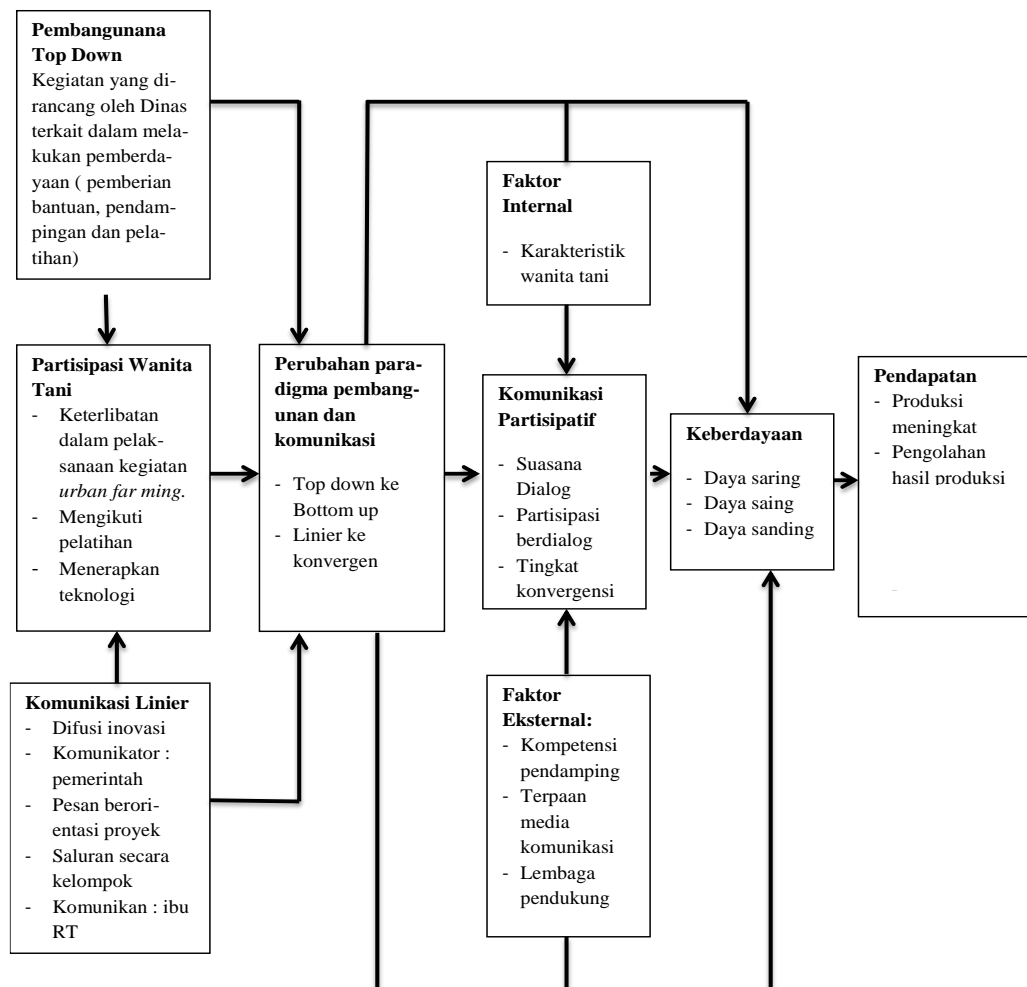 Pembangunana
Top Down
Kegiatan yang di-
rancang oleh Dinas
terkait dalam mela-
kukan pemberda-
yaan ( pemberian
bantuan, pendam-
pingan dan pela-
tihan)
Partisipasi Wanita
Tani
- Keterlibatan
dalam pelak-
sanaan kegiatan
urban far ming.
- Mengikuti
pelatihan
- Menerapkan
teknologi
Komunikasi Linier
- Difusi inovasi
- Komunikator :
pemerintah
- Pesan berori-
entasi proyek
- Saluran secara
kelompok
- Komunikan : ibu
RT
Perubahan para-
digma pembang-
unan dan
komunikasi
- Top down ke
Bottom up
- Linier ke
konvergen
Faktor
Internal
- Karakteristik
wanita tani
Komunikasi
Partisipatif
- Suasana
Dialog
- Partisipasi
berdialog
- Tingkat
konvergensi
Faktor
Eksternal:
- Kompetensi
pendamping
- Terpaan
media
komunikasi
- Lembaga
pendukung
Keberdayaan
- Daya saring
- Daya saing
- Daya sanding
Pendapatan
- Produksi
meningkat
- Pengolahan
hasil produksi
-